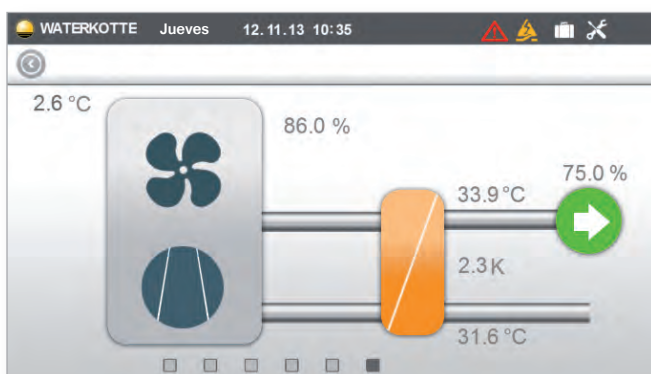 WATERKOTTE Jueves 12.11.13 10:35
2.6 °C
86.0 %
75.0 %
33.9 °C
2.3 K
31.6 °C